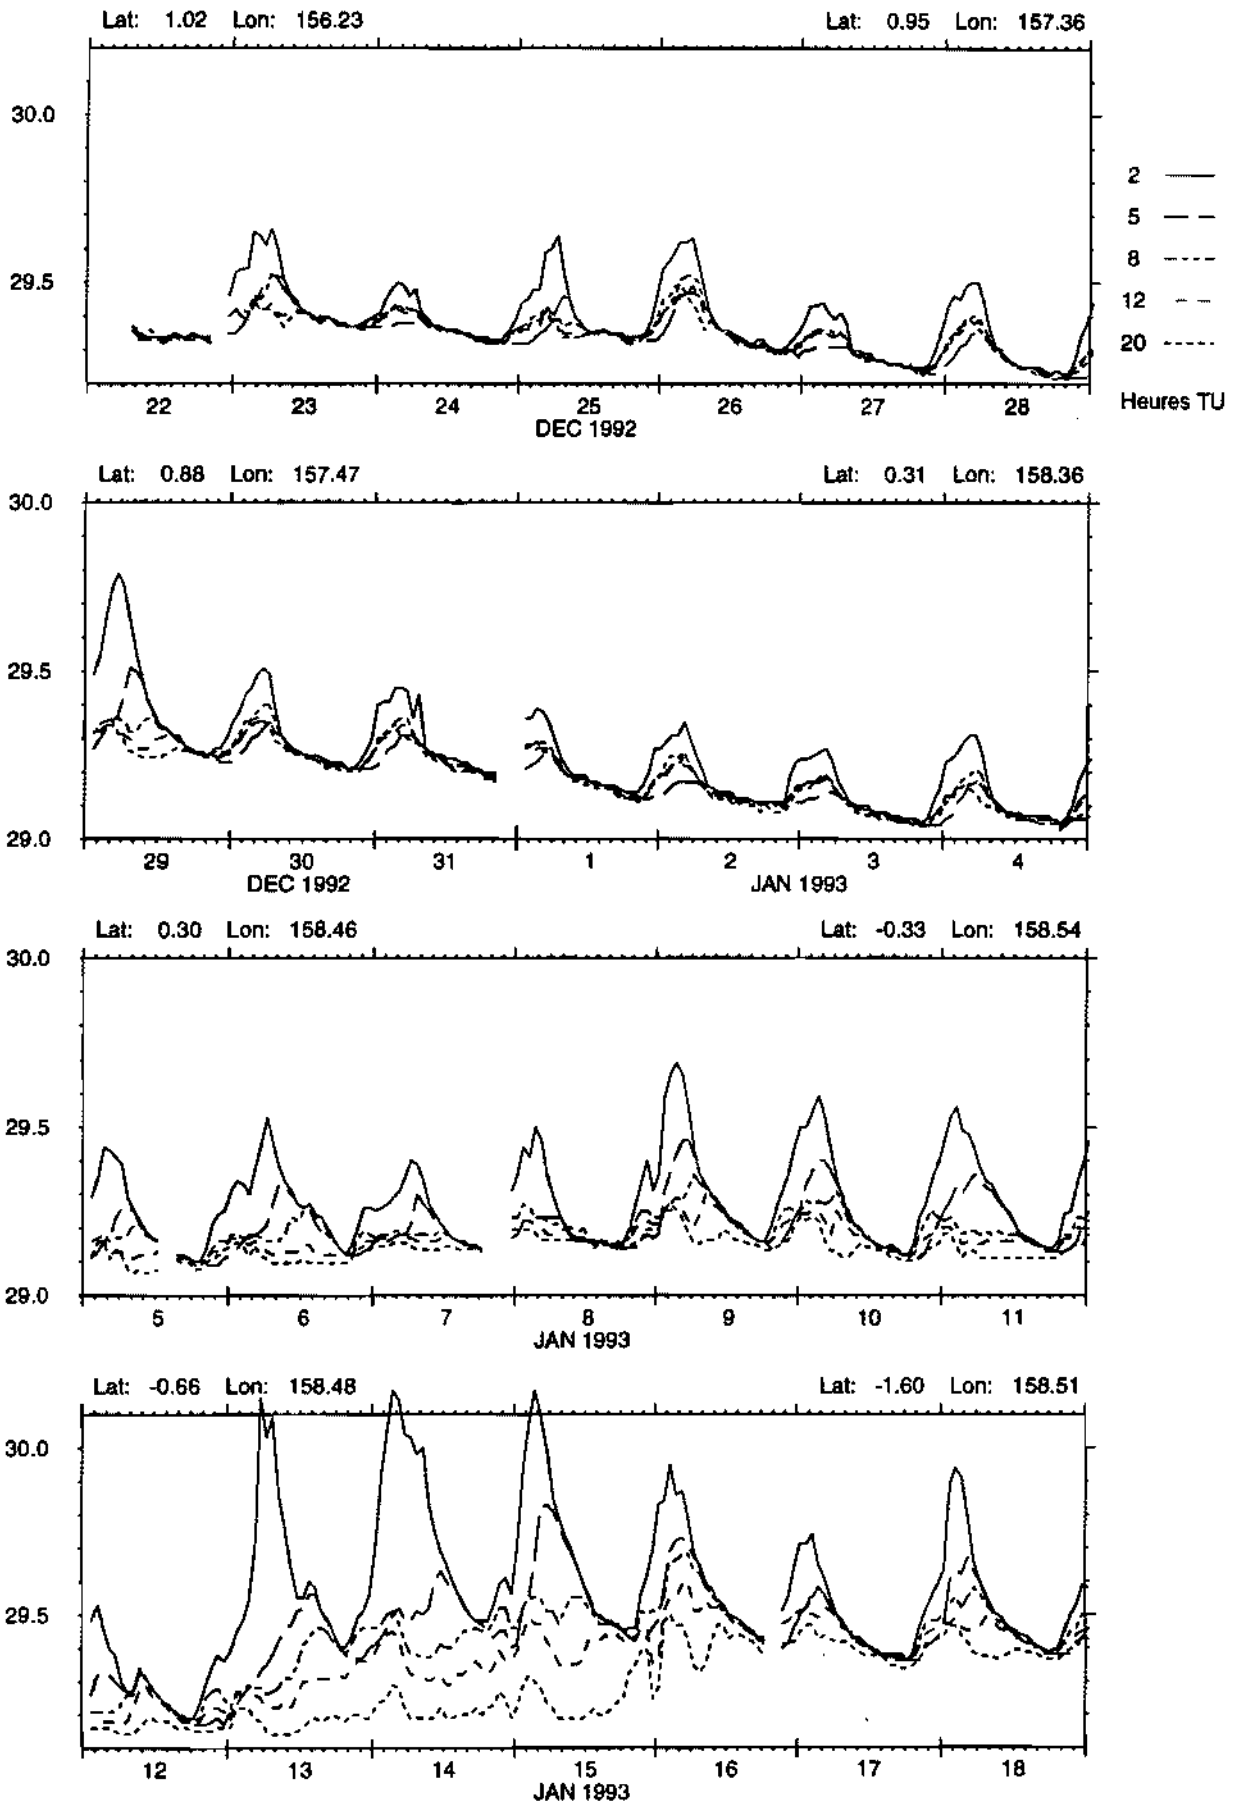 Lat: 1.02 Lon: 156.23 Lat: 0.95 Lon: 157.36
30.0
29.5
2
5
8
12
20
Heures TU
22 23 24 25 26 27 28
DEC 1992
Lat: 0.88 Lon: 157.47 Lat: 0.31 Lon: 158.36
30.0
29.5
29.0
29 30 31 1 2 3 4
DEC 1992 JAN 1993
Lat: 0.30 Lon: 158.46 Lat: -0.33 Lon: 158.54
30.0
29.5
29.0
5 6 7 8 9 10 11
JAN 1993
Lat: -0.66 Lon: 158.48 Lat: -1.60 Lon: 158.51
30.0
29.5
12 13 14 15 16 17 18
JAN 1993